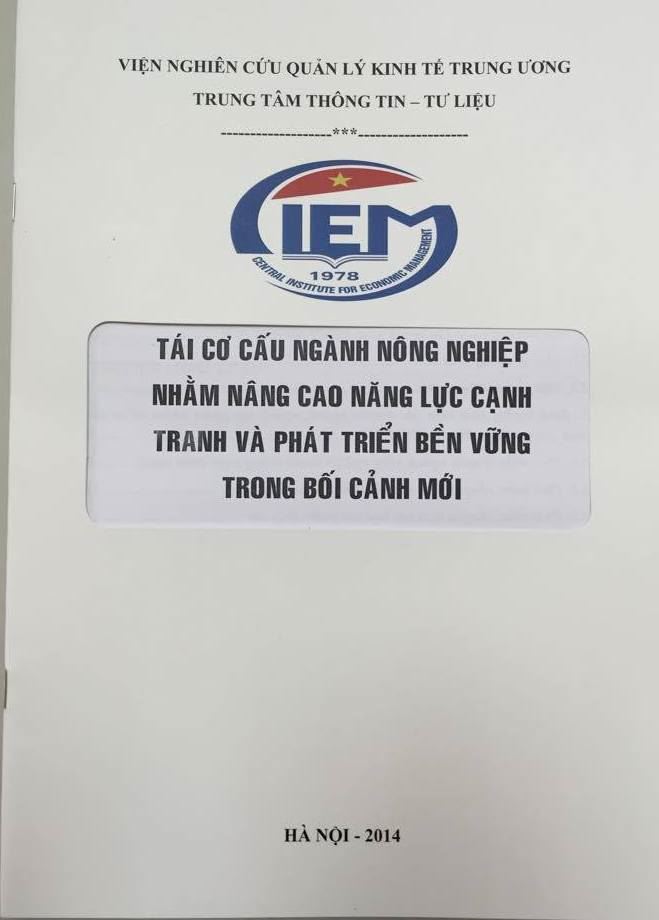 VIỆN NGHIÊN CỨU QUẢN LÝ KINH TẾ TRUNG ƯƠNG
TRUNG TÂM THÔNG TIN – TƯ LIỆU
-------------------***-------------------
CIEM
1978
CENTRAL INSTITUTE FOR ECONOMIC MANAGEMENT
TÁI CƠ CẤU NGÀNH NÔNG NGHIỆP
NHẰM NÂNG CAO NĂNG LỰC CẠNH
TRANH VÀ PHÁT TRIỂN BỀN VỮNG
TRONG BỐI CẢNH MỚI
HÀ NỘI - 2014